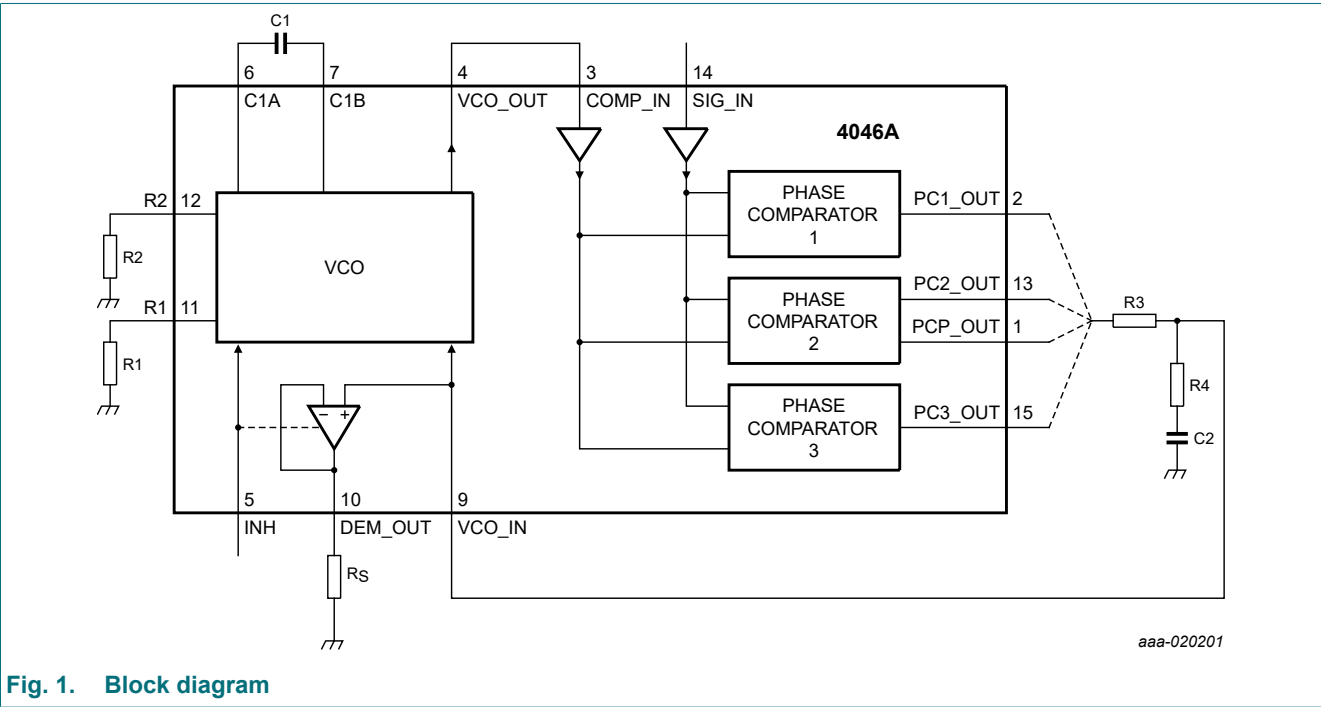 C1
6 7 4 3 14
C1A C1B VCO_OUT COMP_IN SIG_IN
4046A
R2 12
R2
R1 11
R1
VCO
PHASE
COMPARATOR
1
PC1_OUT 2
PHASE
COMPARATOR
2
PC2_OUT 13
PCP_OUT 1
PHASE
COMPARATOR
3
PC3_OUT 15
R3
R4
C2
− +
5 10 9
INH DEM_OUT VCO_IN
RS
aaa-020201
Fig. 1. Block diagram